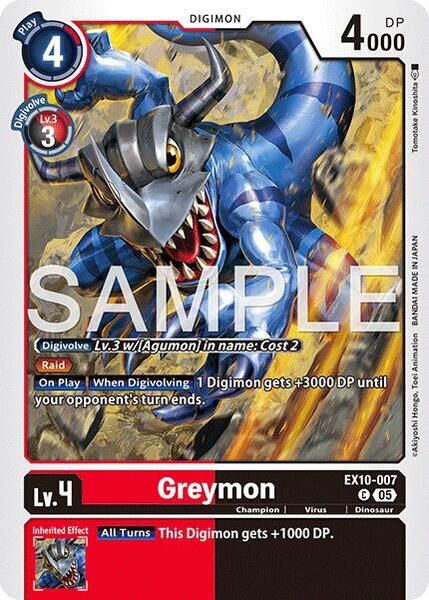 Play
4
DIGIMON
DP
4000
Digivolve
Lv.3
3
Tomotake Kinoshita
©Akiyoshi Hongo, Toei Animation BANDAI MADE IN JAPAN
SAMPLE
Digivolve Lv.3 w/[Agumon] in name: Cost 2
Raid
On Play When Digivolving 1 Digimon gets +3000 DP until
your opponent's turn ends.
Lv.4
Greymon
EX10-007
C 05
Champion Virus Dinosaur
Inherited Effect
All Turns This Digimon gets +1000 DP.